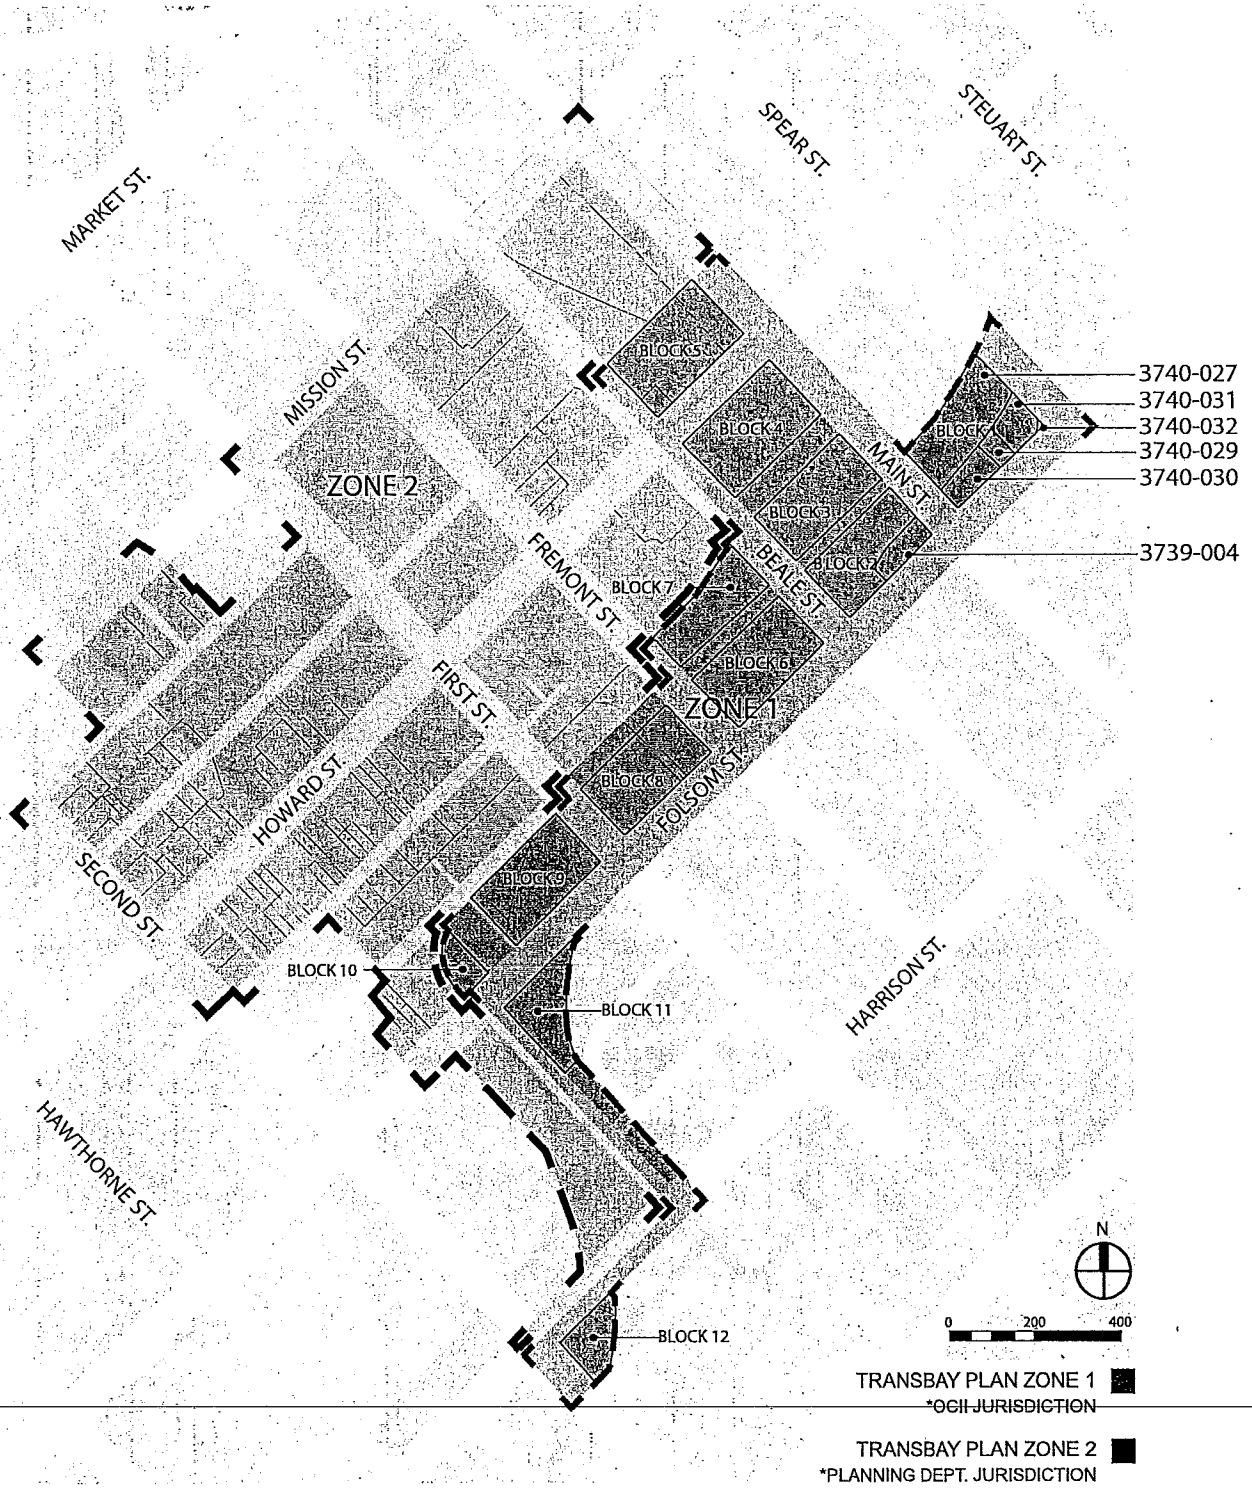 STEUART ST.
SPEAR ST.
MARKET ST.
MISSION ST.
BLOCK 5
3740-027
3740-031
3740-032
3740-029
3740-030
BLOCK 1
BLOCK 4
MAIN ST.
ZONE 2
BLOCK 3
3739-004
FREMONT ST.
BEALE ST.
BLOCK 2
BLOCK 7
BLOCK 6
FIRST ST.
ZONE 1
BLOCK 8
FOLSOM ST.
HOWARD ST.
SECOND ST.
BLOCK 9
BLOCK 10
BLOCK 11
HARRISON ST.
HAWTHORNE ST.
N
0 200 400
BLOCK 12
TRANSBAY PLAN ZONE 1
*OCII JURISDICTION
TRANSBAY PLAN ZONE 2
*PLANNING DEPT. JURISDICTION